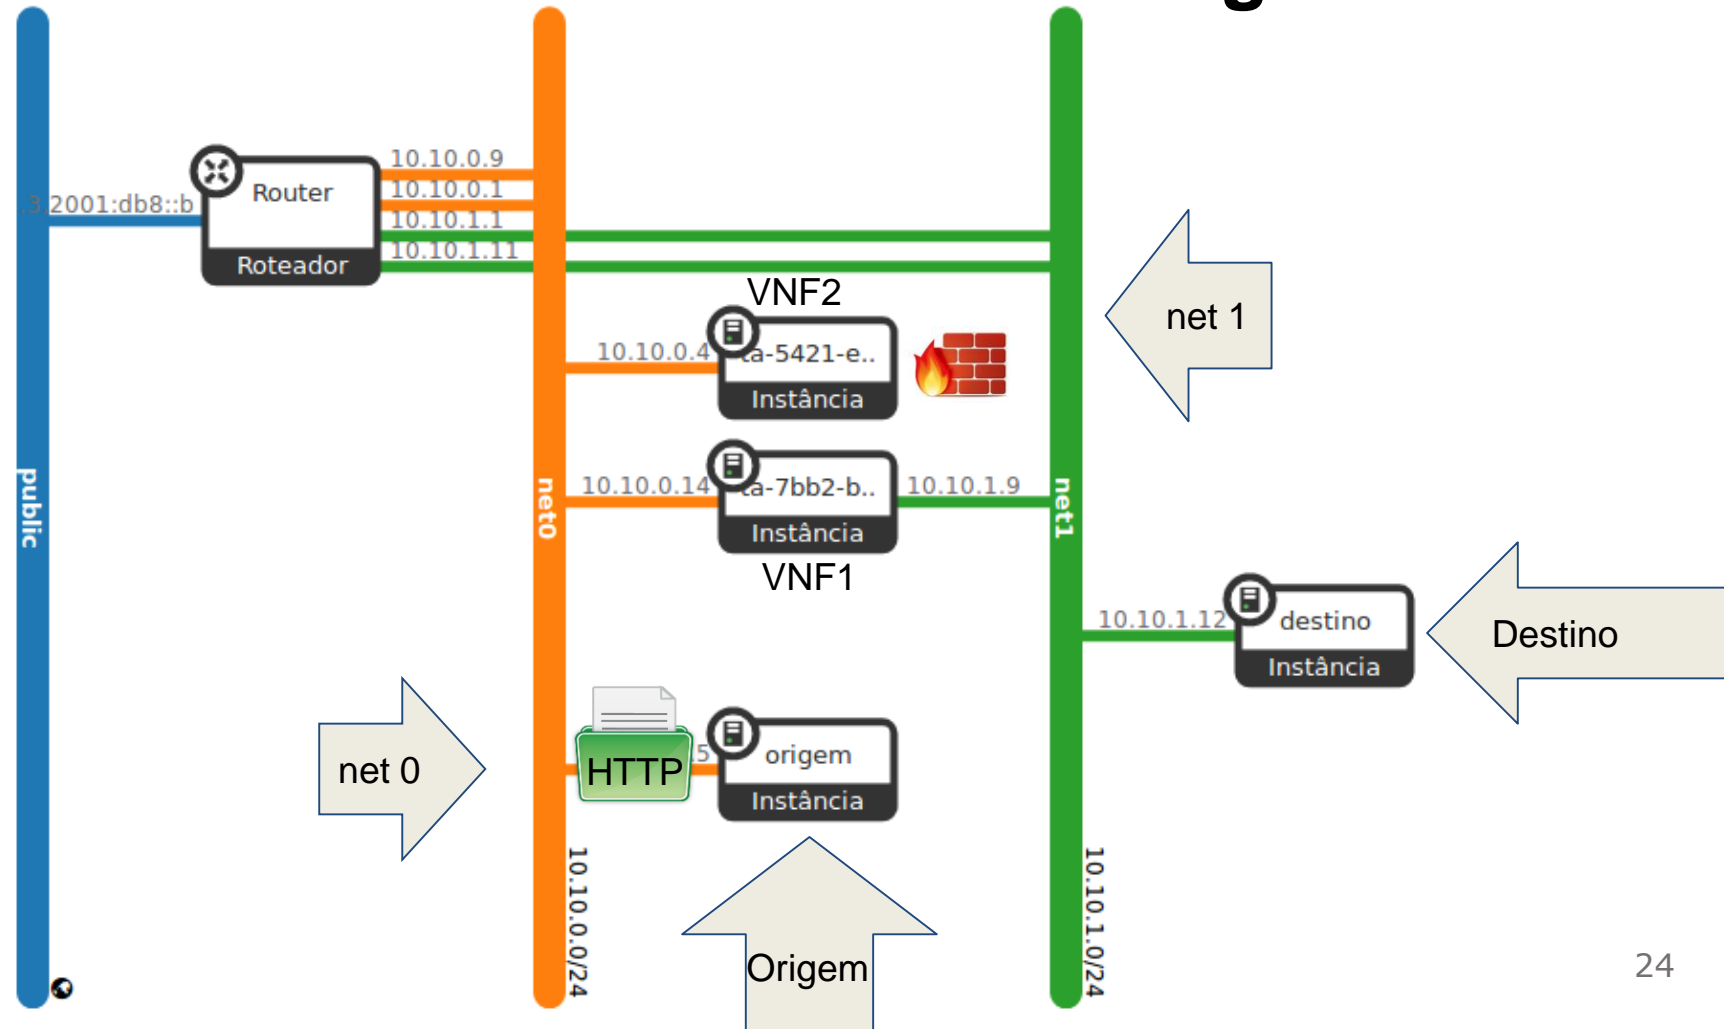 10.10.0.9
Router
10.10.0.1
3.2001:db8::b
10.10.1.1
Roteador
10.10.1.11
VNF2
net 1
10.10.0.4
ta-5421-e..
Instância
public
net0
10.10.0.14
ta-7bb2-b..
10.10.1.9
net1
Instância
VNF1
10.10.1.12
destino
Destino
Instância
net 0
HTTP
5
origem
Instância
10.10.0.0/24
10.10.1.0/24
Origem
24